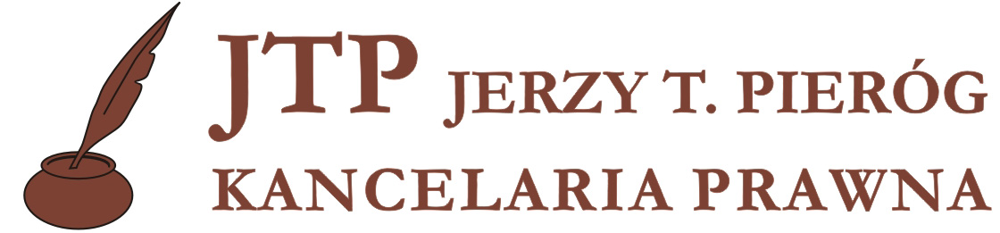 JTP JERZY T. PIERÓG
KANCELARIA PRAWNA